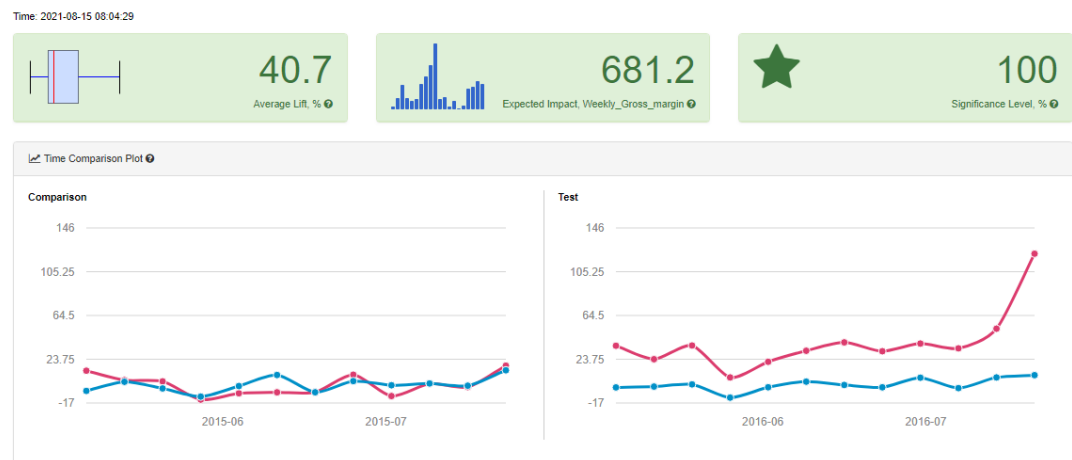 Time: 2021-08-15 08:04:29
40.7
Average Lift, %
681.2
Expected Impact, Weekly_Gross_margin
100
Significance Level, %
Time Comparison Plot
Comparison
146
105.25
64.5
23.75
-17
2015-06 2015-07
Test
146
105.25
64.5
23.75
-17
2016-06 2016-07